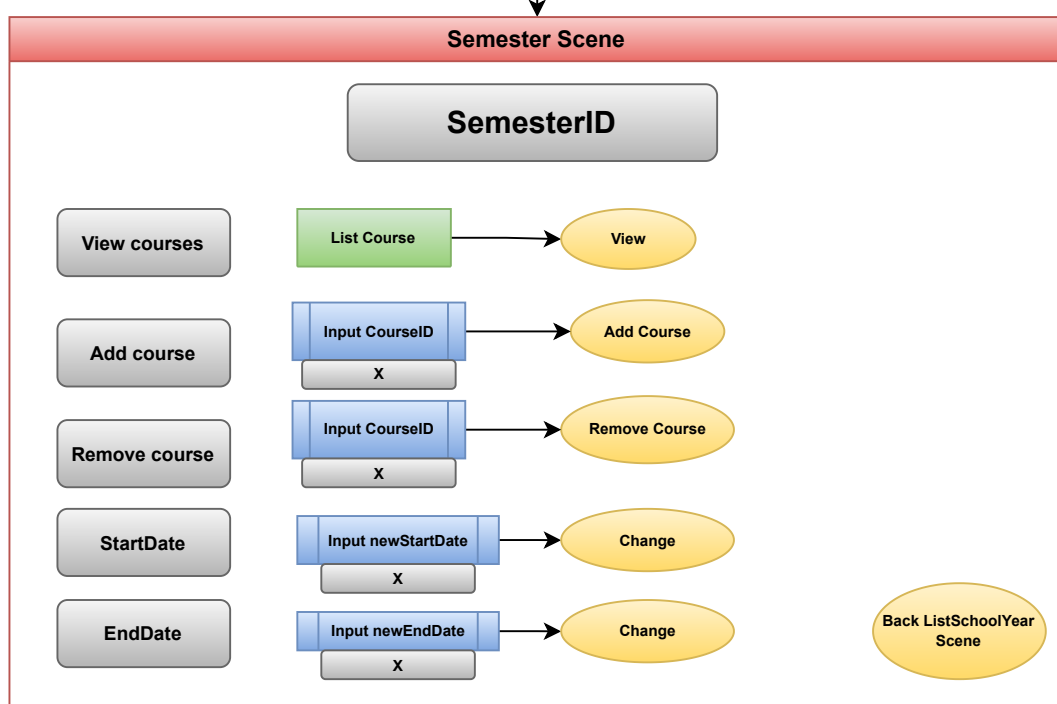 Semester Scene
SemesterID
View courses
List Course
View
Add course
Input CourseID
X
Add Course
Remove course
Input CourseID
X
Remove Course
StartDate
Input newStartDate
X
Change
EndDate
Input newEndDate
X
Change
Back ListSchoolYear
Scene